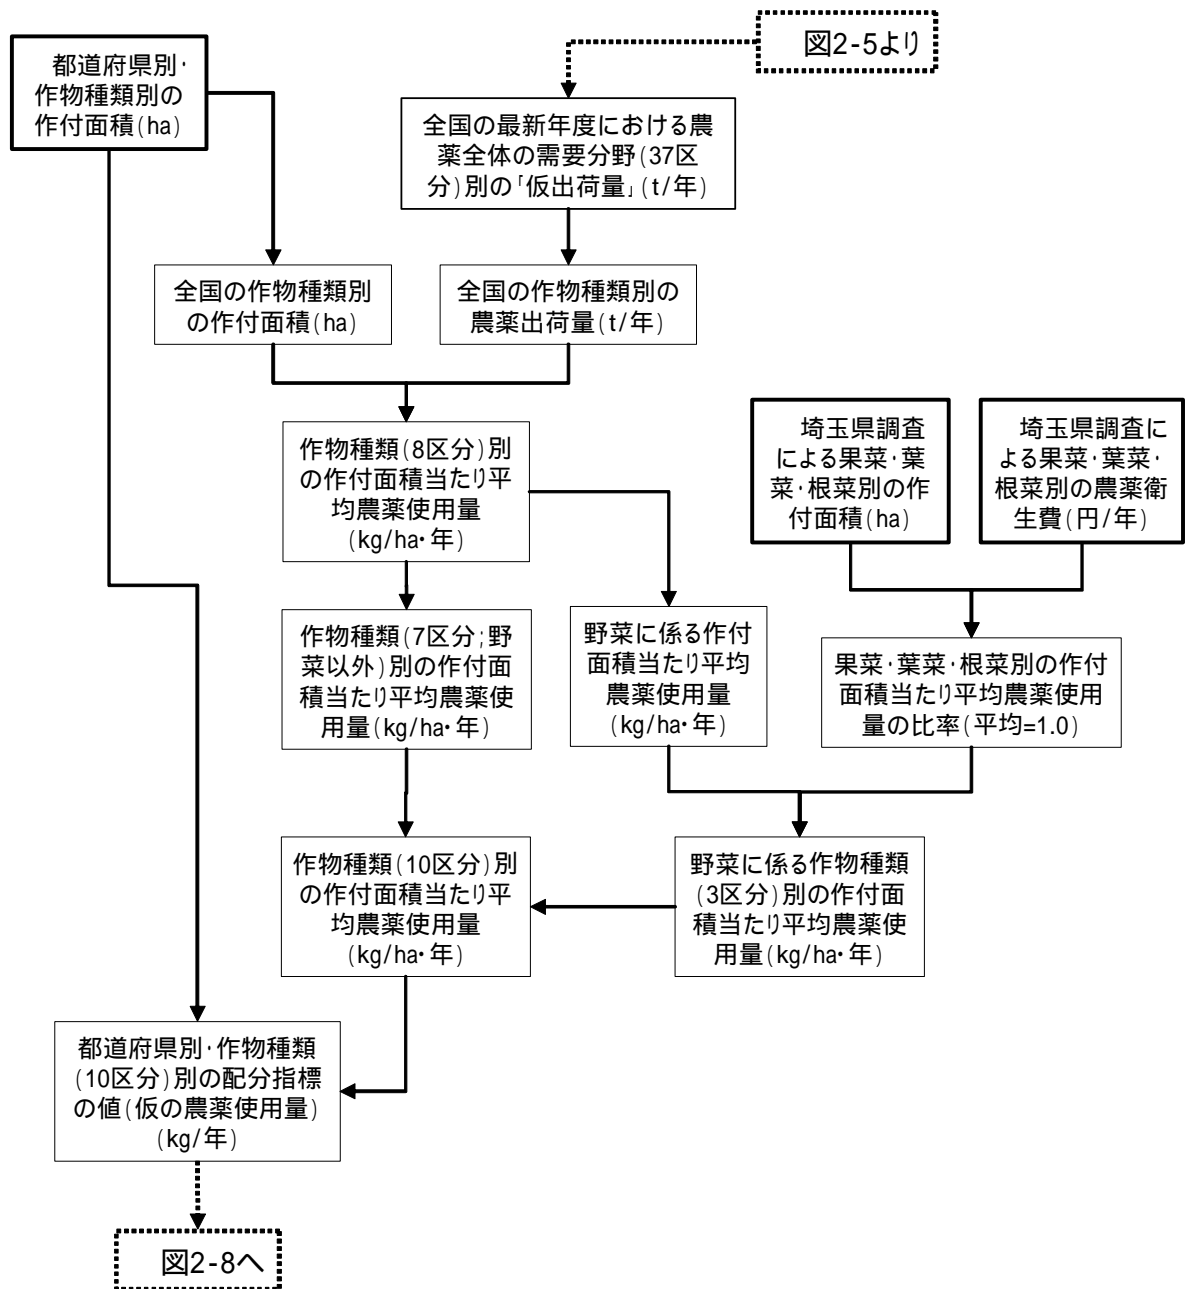 図2-5より
都道府県別·
作物種類別の
作付面積(ha)
全国の最新年度における農
薬全体の需要分野(37区
分)別の「仮出荷量」(t/年)
全国の作物種類別
の作付面積(ha)
全国の作物種類別の
農薬出荷量(t/年)
作物種類(8区分)別
の作付面積当たり平
均農薬使用量
(kg/ha·年)
埼玉県調査
による果菜·葉
菜·根菜別の作
付面積(ha)
埼玉県調査に
よる果菜·葉菜·
根菜別の農薬衛
生費(円/年)
作物種類(7区分;野
菜以外)別の作付面
積当たり平均農薬使
用量(kg/ha·年)
野菜に係る作付
面積当たり平均
農薬使用量
(kg/ha·年)
果菜·葉菜·根菜別の作付
面積当たり平均農薬使用
量の比率(平均=1.0)
作物種類(10区分)別
の作付面積当たり平
均農薬使用量
(kg/ha·年)
野菜に係る作物種類
(3区分)別の作付面
積当たり平均農薬使
用量(kg/ha·年)
都道府県別·作物種類
(10区分)別の配分指標
の値(仮の農薬使用量)
(kg/年)
図2-8へ